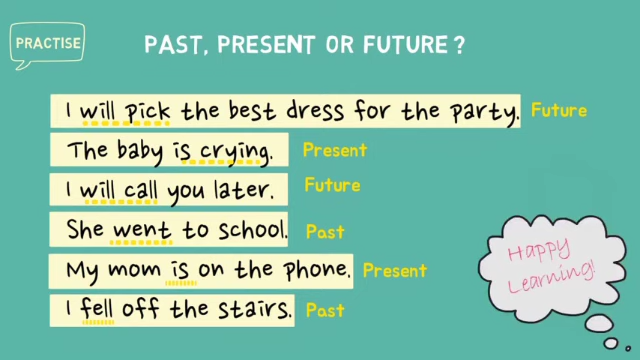 PRACTISE
PAST, PRESENT OR FUTURE?
I will pick the best dress for the party. Future
The baby is crying. Present
I will call you later. Future
She went to school. Past
My mom is on the phone. Present
I fell off the stairs. Past
Happy
Learning!